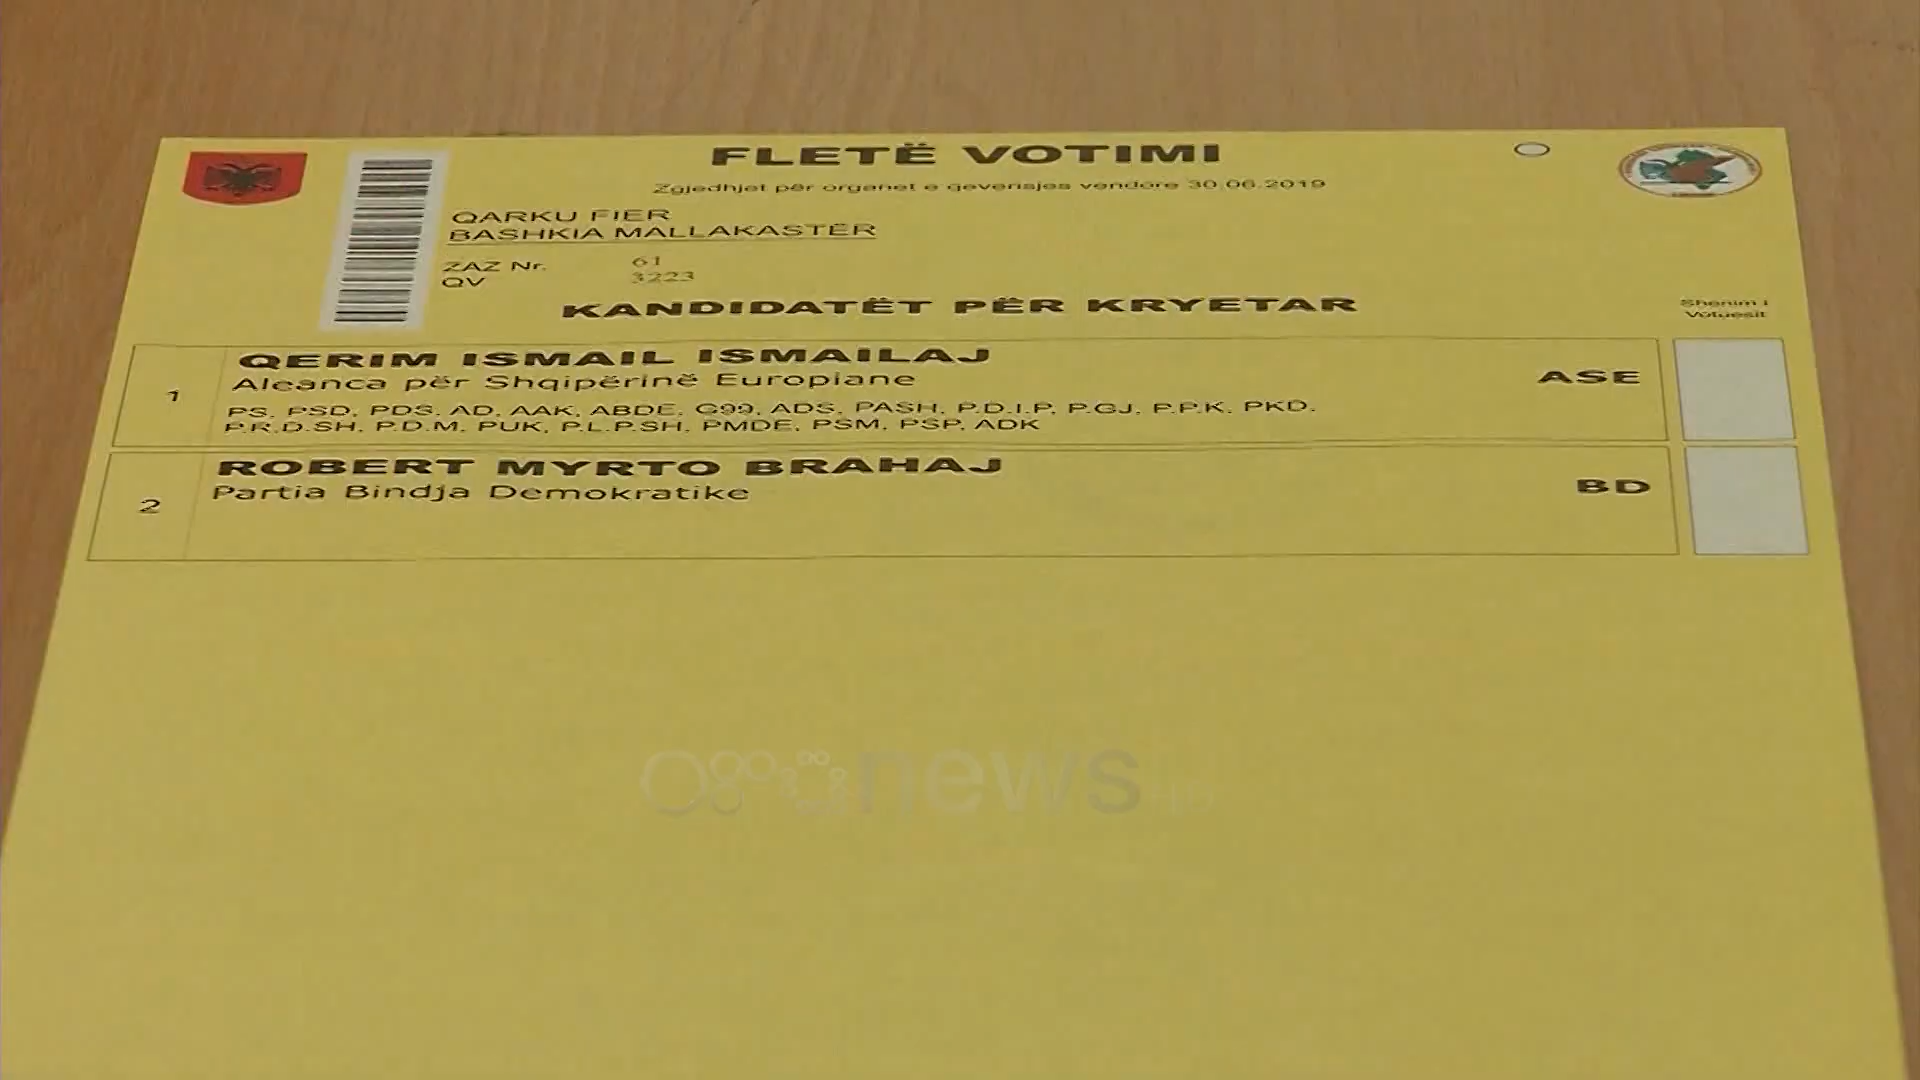 FLETË VOTIMI
Zgjedhjet për organet e qeverisjes vendore 30.06.2019
QARKU FIER
BASHKIA MALLAKASTËR
ZAZ Nr. 61
QV 3223
KANDIDATËT PËR KRYETAR
Shenim i
Votuesit
1
QERIM ISMAIL ISMAILAJ
Aleanca për Shqipërinë Europiane
ASE
PS, PSD, PDS, AD, AAK, ABDE, G99, ADS, PASH, P.D.I.P, P.GJ, P.P.K, PKD,
P.R.D.SH, P.D.M, PUK, P.L.P.SH, PMDE, PSM, PSP, ADK
2
ROBERT MYRTO BRAHAJ
Partia Bindja Demokratike
BD
news